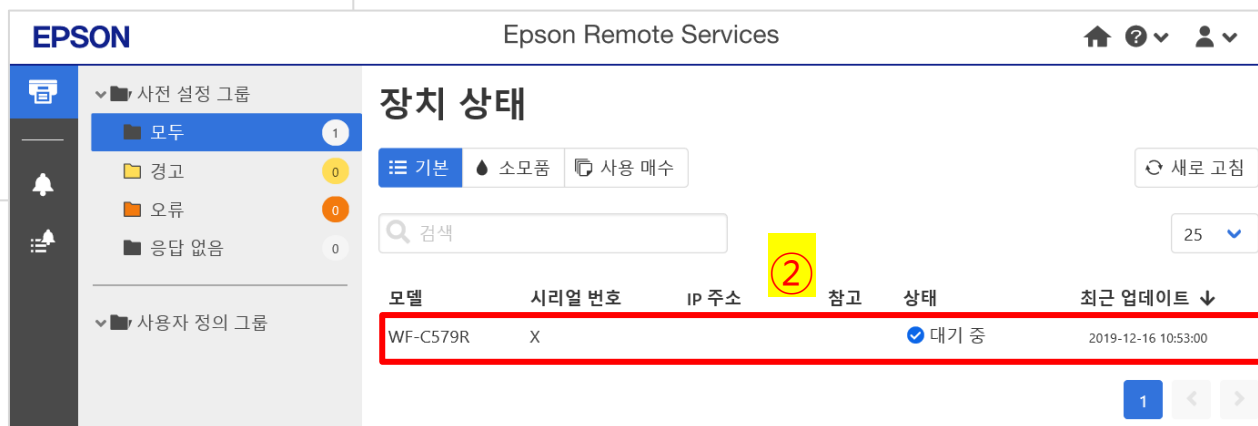 EPSON
Epson Remote Services
사전 설정 그룹
모두 1
경고 0
오류 0
응답 없음 0
사용자 정의 그룹
장치 상태
기본 소모품 사용 매수 새로 고침
검색 25
②
모델 시리얼 번호 IP 주소 참고 상태 최근 업데이트
WF-C579R X 대기 중 2019-12-16 10:53:00
1